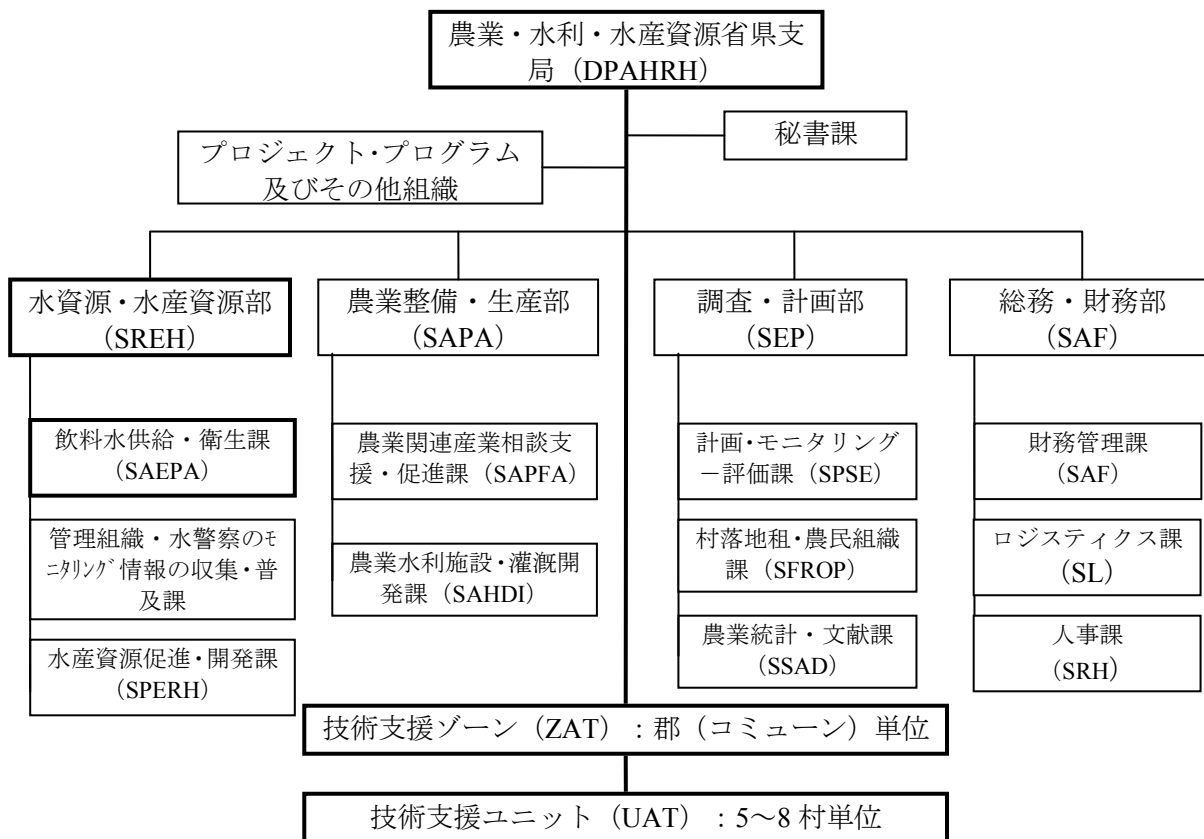 農業・水利・水産資源省県支
局（DPAHRH）
秘書課
プロジェクト・プログラム
及びその他組織
水資源・水産資源部
（SREH）
農業整備・生産部
（SAPA）
調査・計画部
（SEP）
総務・財務部
（SAF）
飲料水供給・衛生課
（SAEPA）
農業関連産業相談支
援・促進課（SAPFA）
計画・モニタリング
－評価課（SPSE）
財務管理課
（SAF）
管理組織・水警察のﾓ
ﾆﾀﾘﾝｸﾞ情報の収集・普
及課
農業水利施設・灌漑開
発課（SAHDI）
村落地租・農民組織
課（SFROP）
ロジスティクス課
（SL）
水産資源促進・開発課
（SPERH）
農業統計・文献課
（SSAD）
人事課
（SRH）
技術支援ゾーン（ZAT）：郡（コミューン）単位
技術支援ユニット（UAT）：5～8 村単位